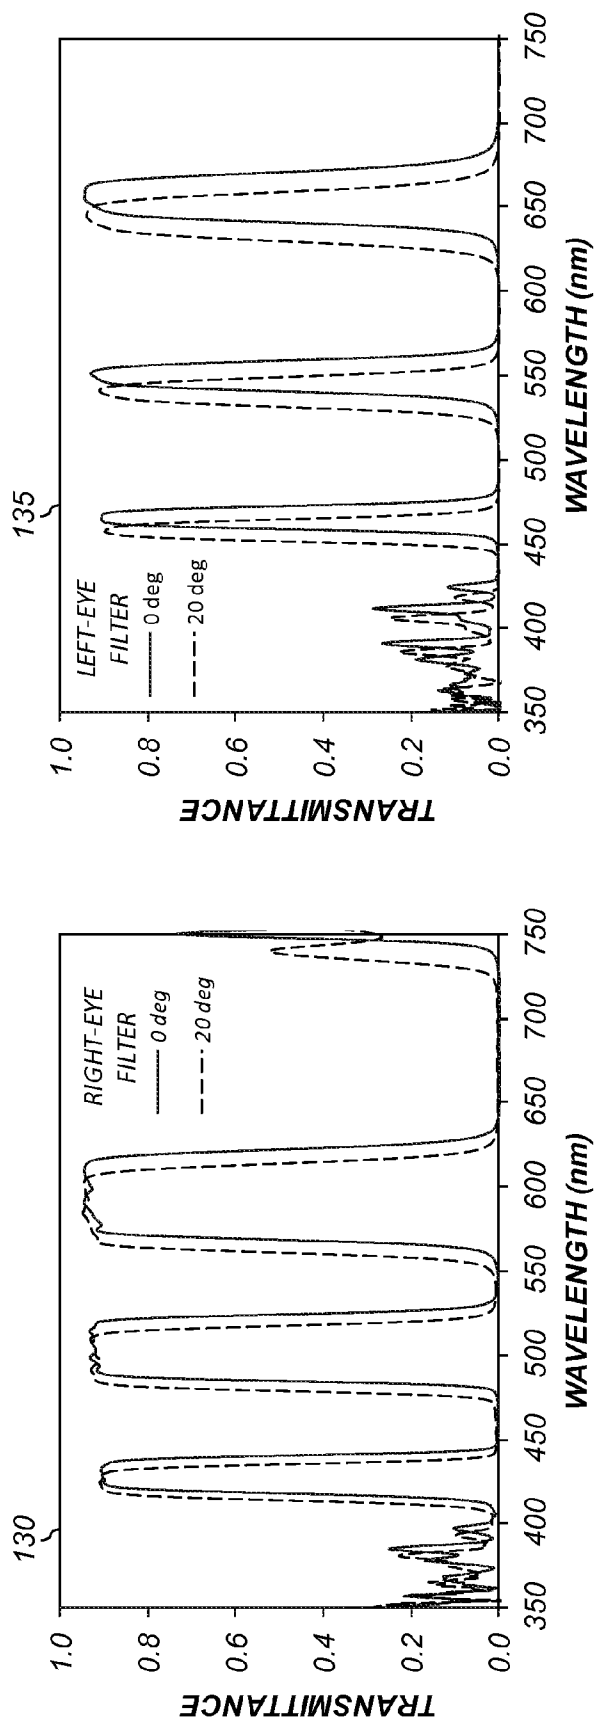 130
1.0
0.8
0.6
0.4
0.2
0.0
TRANSMITTANCE
350
400
450
500
550
600
650
700
750
WAVELENGTH (nm)
RIGHT-EYE
FILTER
0 deg
20 deg
135
1.0
0.8
0.6
0.4
0.2
0.0
TRANSMITTANCE
350
400
450
500
550
600
650
700
750
WAVELENGTH (nm)
LEFT-EYE
FILTER
0 deg
20 deg